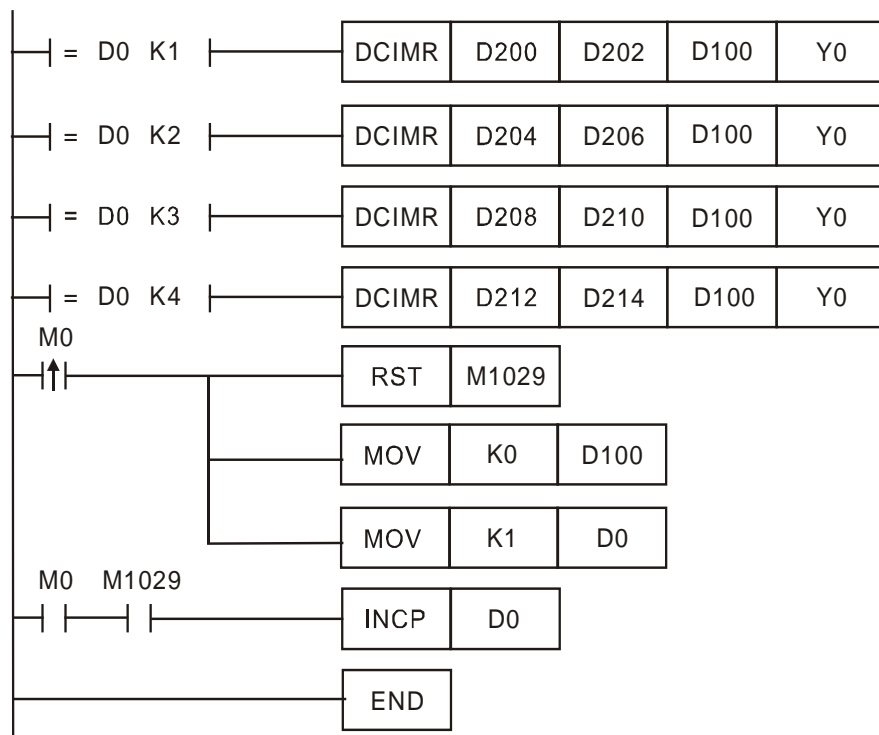 = D0 K1 DCIMR D200 D202 D100 Y0
= D0 K2 DCIMR D204 D206 D100 Y0
= D0 K3 DCIMR D208 D210 D100 Y0
= D0 K4 DCIMR D212 D214 D100 Y0
M0
RST M1029
MOV K0 D100
MOV K1 D0
M0 M1029
INCP D0
END